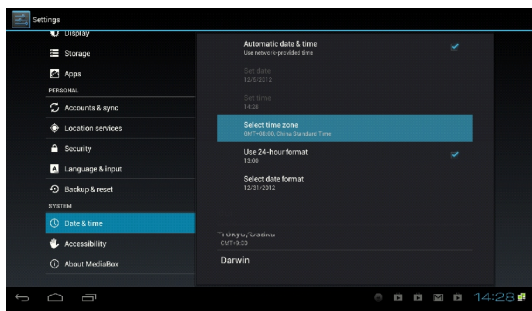 Settings
Display
Storage
Apps
PERSONAL
Accounts & sync
Location services
Security
A Language & input
Backup & reset
SYSTEM
Date & time
Accessibility
About MediaBox
Automatic date & time
Use network-provided time
Set date
12/5/2012
Set time
14:28
Select time zone
GMT+08:00, China Standard Time
Use 24-hour format
13:00
Select date format
12/31/2012
Tokyo, Osaka
GMT+9:00
Darwin
14:28